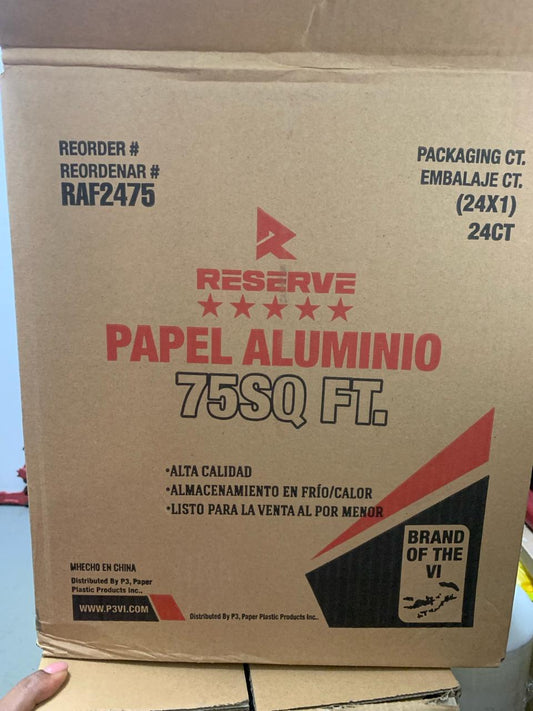 REORDER #
REORDENAR #
RAF2475
PACKAGING CT.
EMBALAJE CT.
(24X1)
24CT
RESERVE
PAPEL ALUMINIO
75SQ FT.
•ALTA CALIDAD
•ALMACENAMIENTO EN FRÍO/CALOR
•LISTO PARA LA VENTA AL POR MENOR
BRAND
OF THE
VI
MHECHO EN CHINA
Distributed By P3, Paper
Plastic Products Inc..
WWW.P3VI.COM
Distributed By P3, Paper Plastic Products Inc..